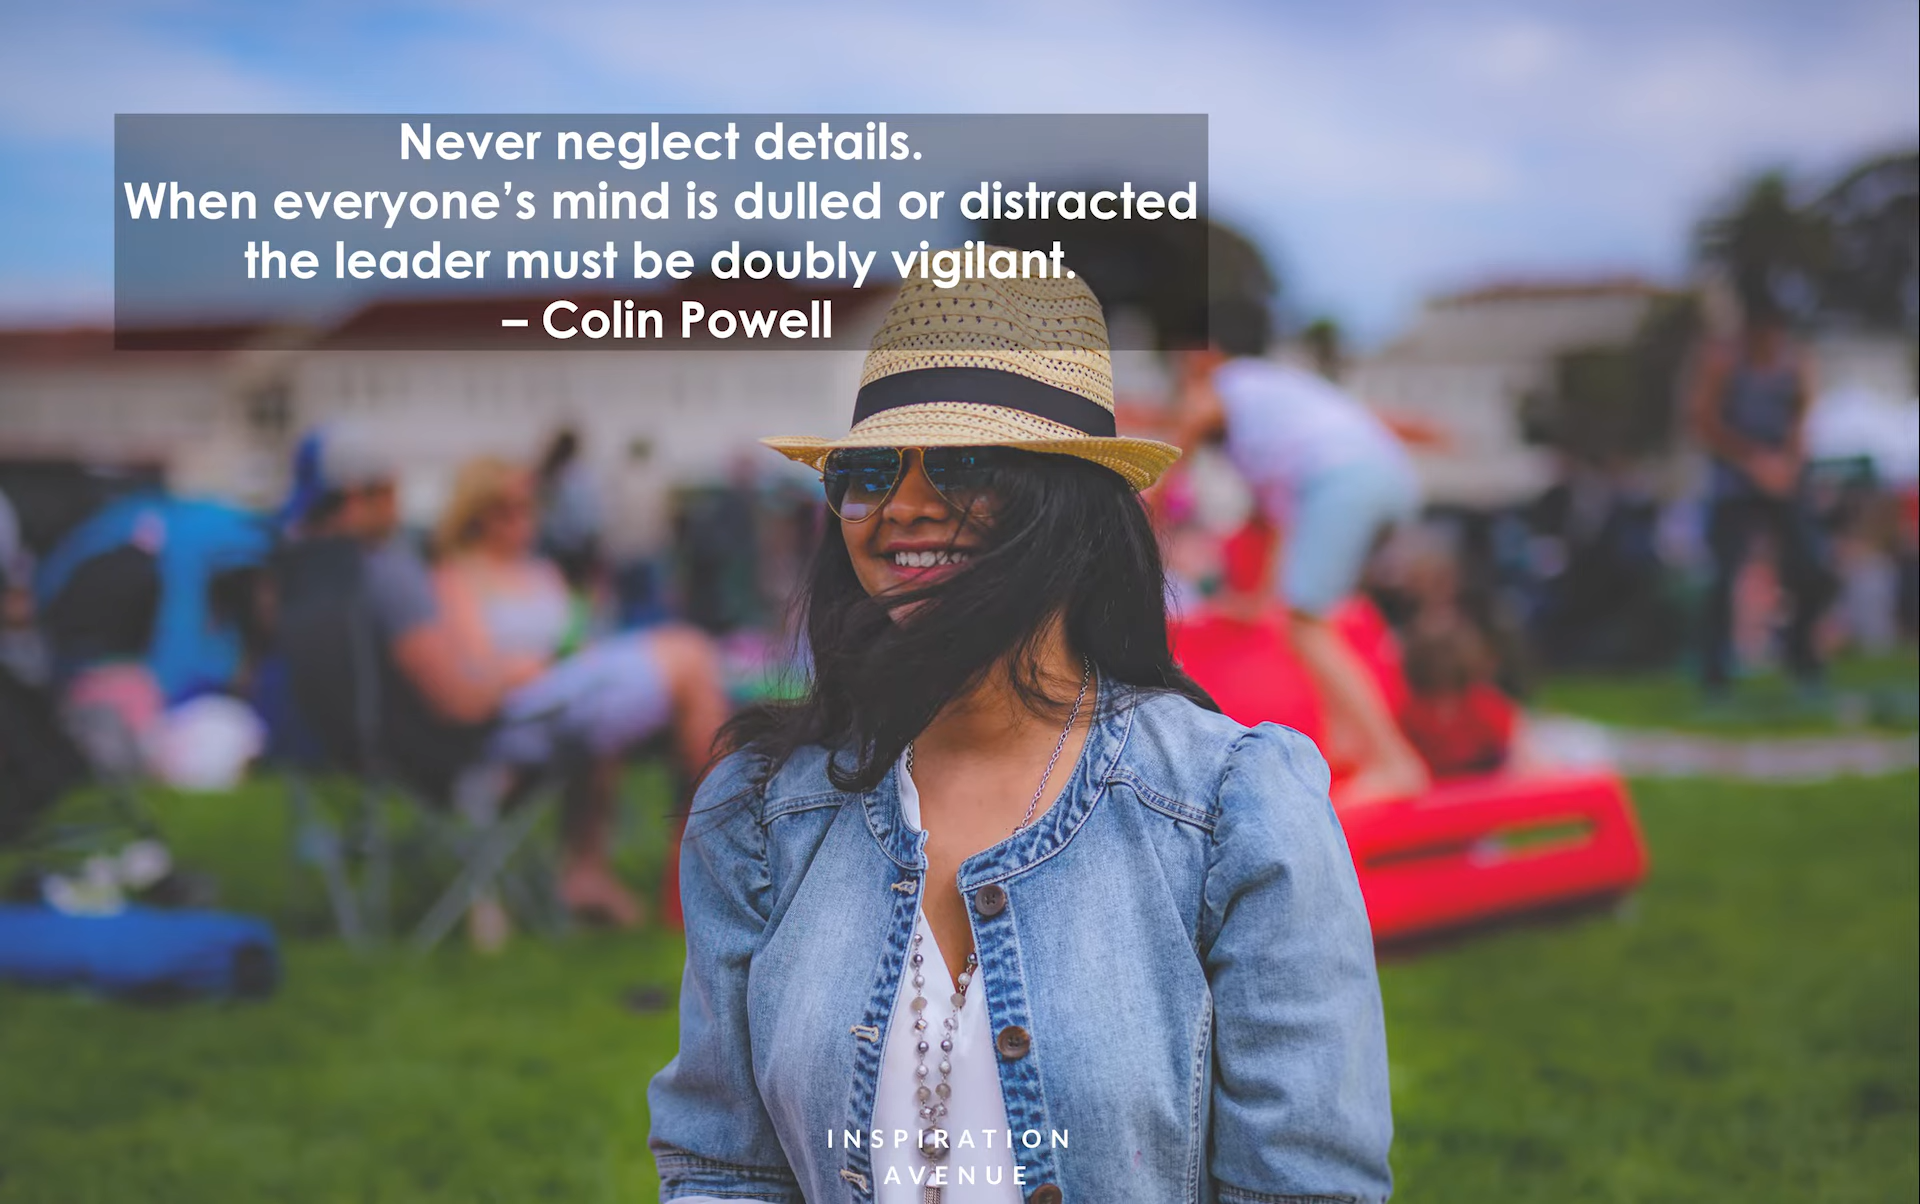 Never neglect details.
When everyone’s mind is dulled or distracted
the leader must be doubly vigilant.
– Colin Powell
INSPIRATION
AVENUE